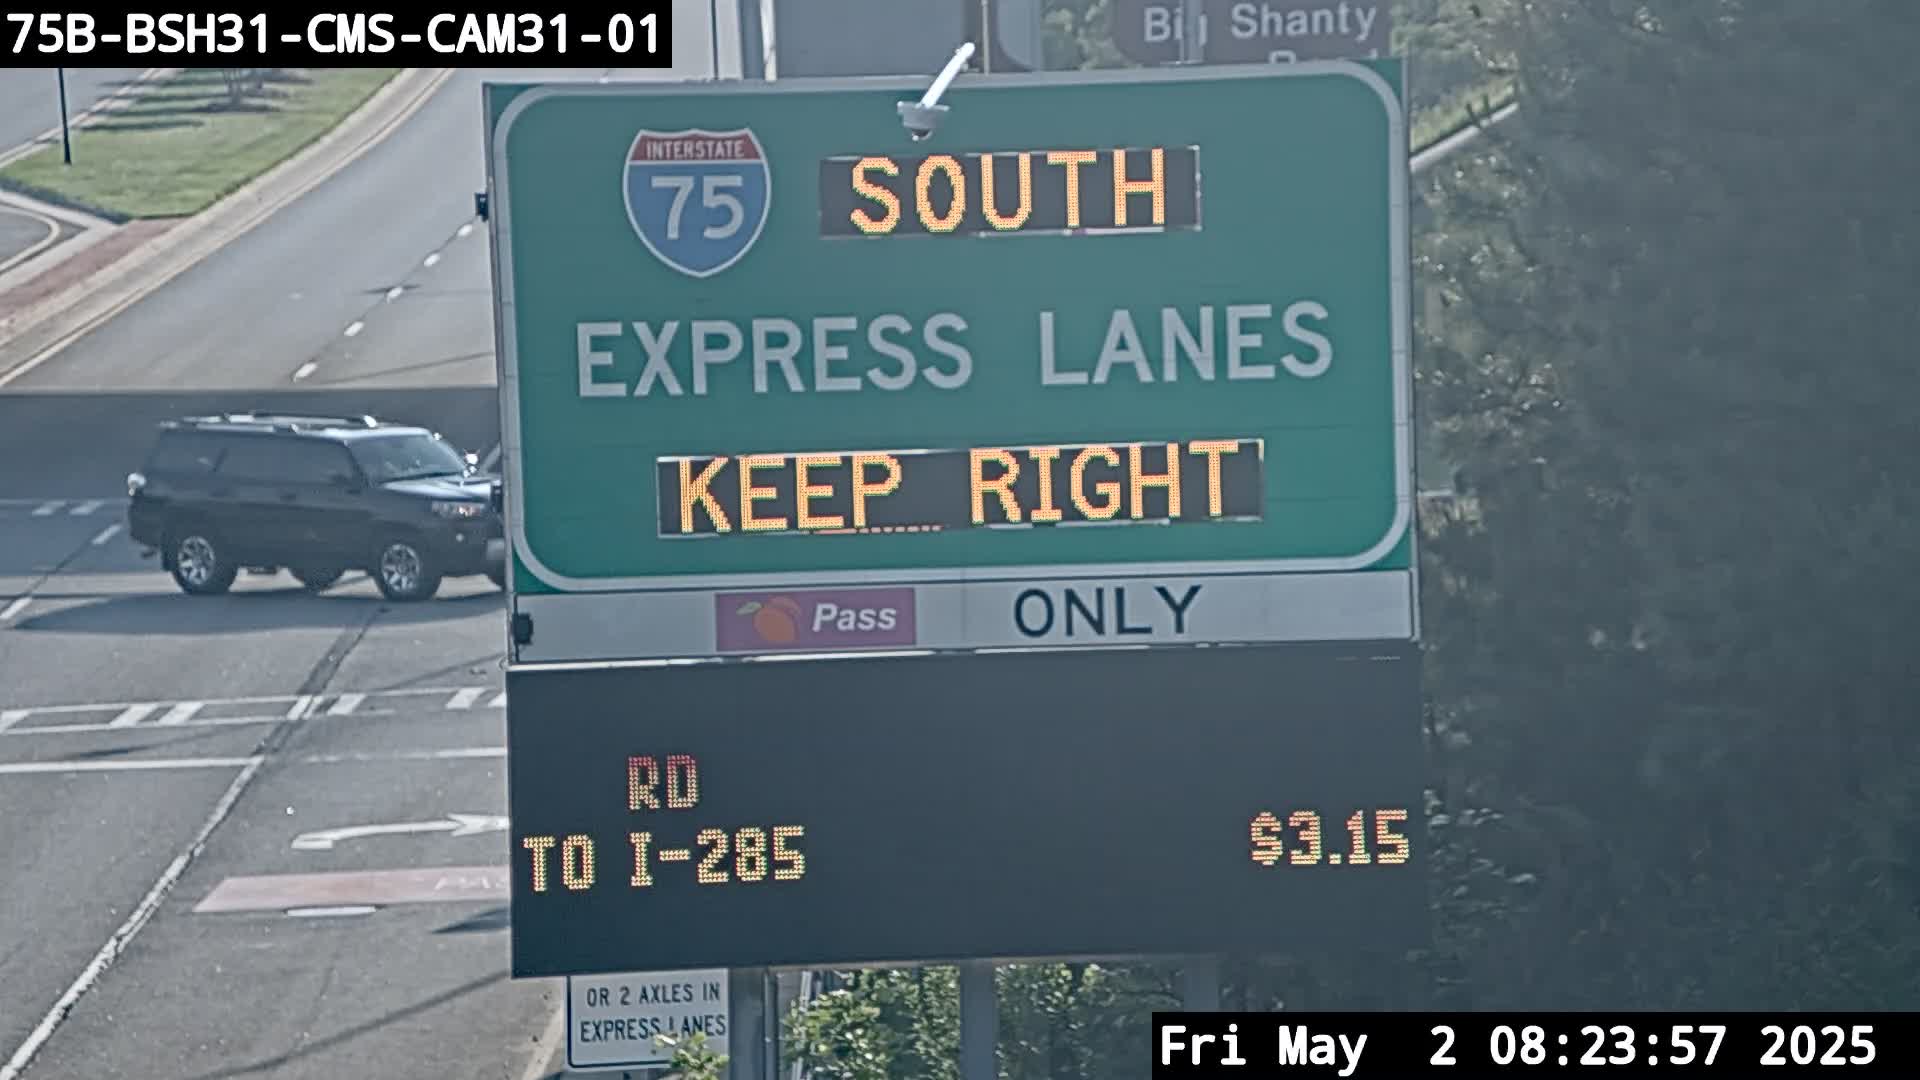 75B-BSH31-CMS-CAM31-01
Big Shanty
INTERSTATE
75
SOUTH
EXPRESS LANES
KEEP RIGHT
Pass ONLY
RD
TO I-285 $3.15
OR 2 AXLES IN
EXPRESS LANES
Fri May 2 08:23:57 2025